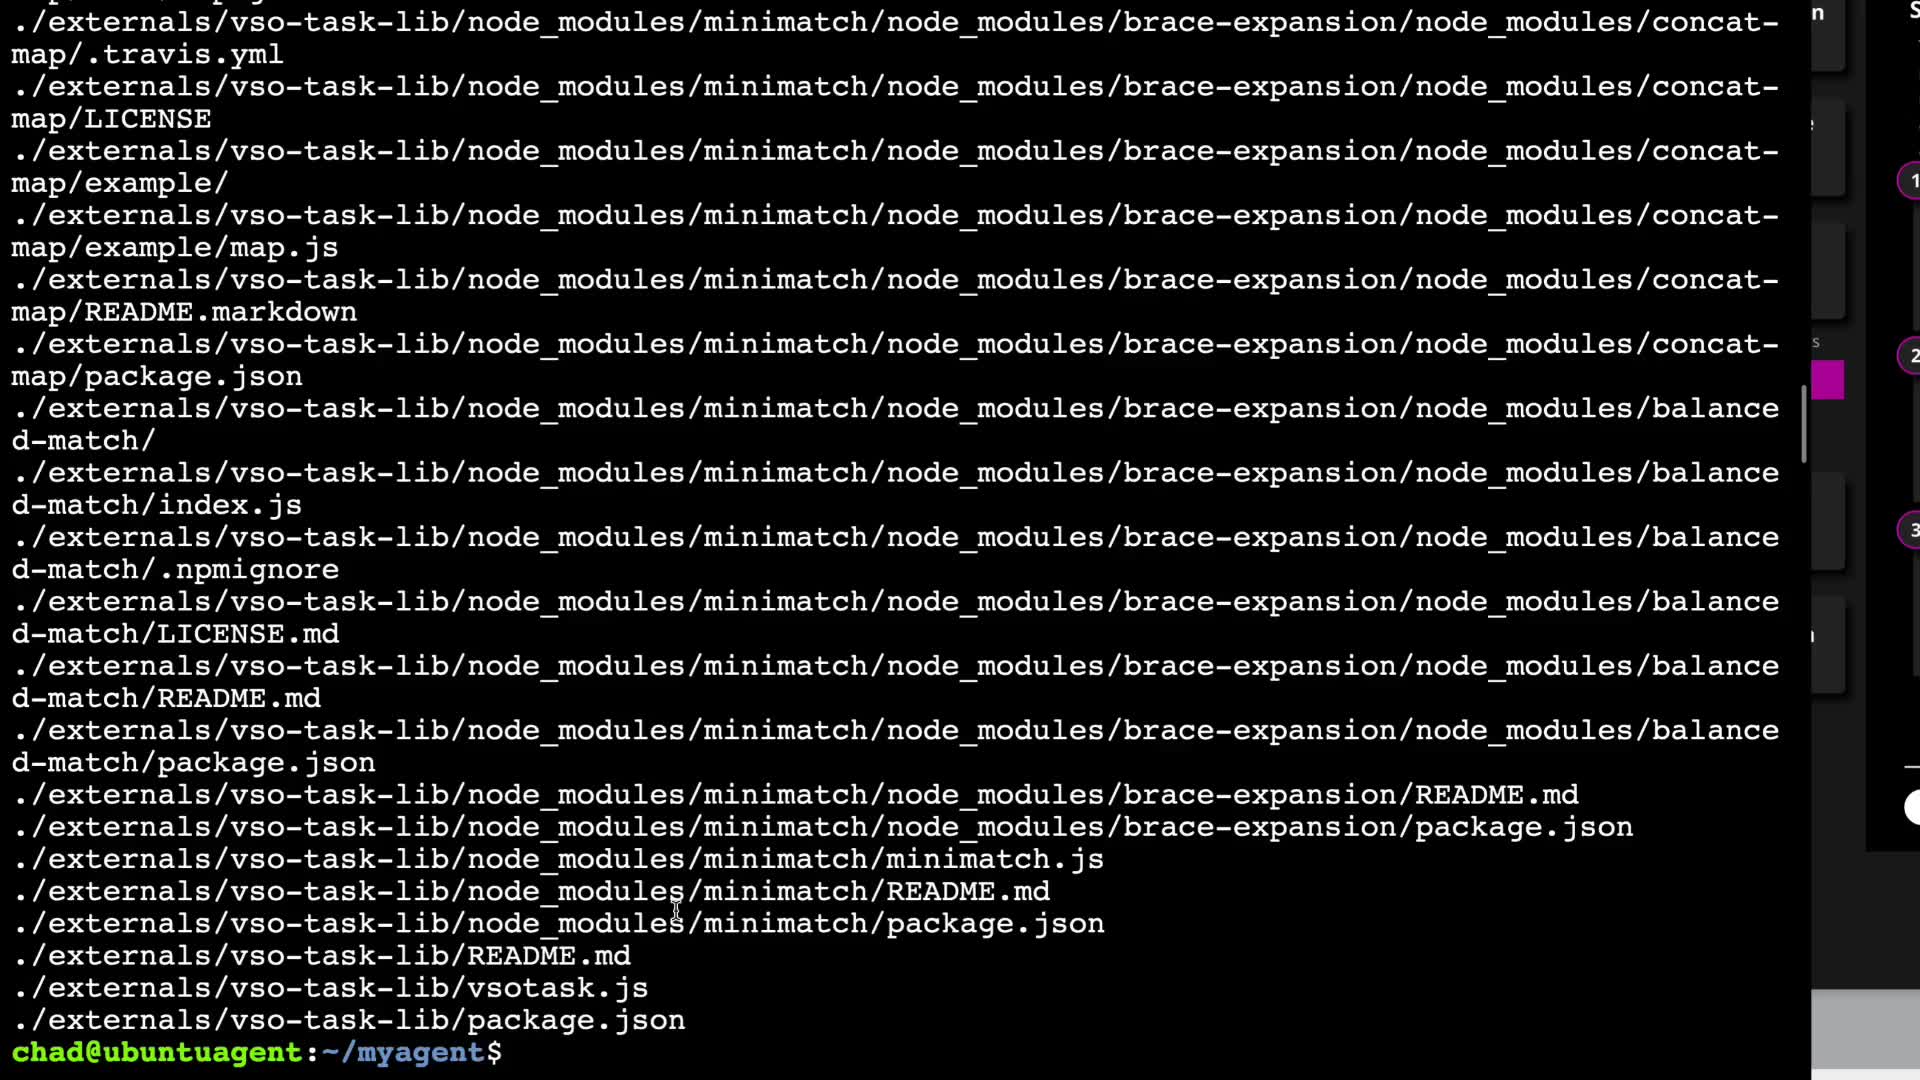 ./externals/vso-task-lib/node_modules/minimatch/node_modules/brace-expansion/node_modules/concat-
map/.travis.yml
./externals/vso-task-lib/node_modules/minimatch/node_modules/brace-expansion/node_modules/concat-
map/LICENSE
./externals/vso-task-lib/node_modules/minimatch/node_modules/brace-expansion/node_modules/concat-
map/example/
./externals/vso-task-lib/node_modules/minimatch/node_modules/brace-expansion/node_modules/concat-
map/example/map.js
./externals/vso-task-lib/node_modules/minimatch/node_modules/brace-expansion/node_modules/concat-
map/README.markdown
./externals/vso-task-lib/node_modules/minimatch/node_modules/brace-expansion/node_modules/concat-
map/package.json
./externals/vso-task-lib/node_modules/minimatch/node_modules/brace-expansion/node_modules/balance
d-match/
./externals/vso-task-lib/node_modules/minimatch/node_modules/brace-expansion/node_modules/balance
d-match/index.js
./externals/vso-task-lib/node_modules/minimatch/node_modules/brace-expansion/node_modules/balance
d-match/.npmignore
./externals/vso-task-lib/node_modules/minimatch/node_modules/brace-expansion/node_modules/balance
d-match/LICENSE.md
./externals/vso-task-lib/node_modules/minimatch/node_modules/brace-expansion/node_modules/balance
d-match/README.md
./externals/vso-task-lib/node_modules/minimatch/node_modules/brace-expansion/node_modules/balance
d-match/package.json
./externals/vso-task-lib/node_modules/minimatch/node_modules/brace-expansion/README.md
./externals/vso-task-lib/node_modules/minimatch/node_modules/brace-expansion/package.json
./externals/vso-task-lib/node_modules/minimatch/minimatch.js
./externals/vso-task-lib/node_modules/minimatch/README.md
./externals/vso-task-lib/node_modules/minimatch/package.json
./externals/vso-task-lib/README.md
./externals/vso-task-lib/vsotask.js
./externals/vso-task-lib/package.json
chad@ubuntuagent:~/myagent$
1
2
3